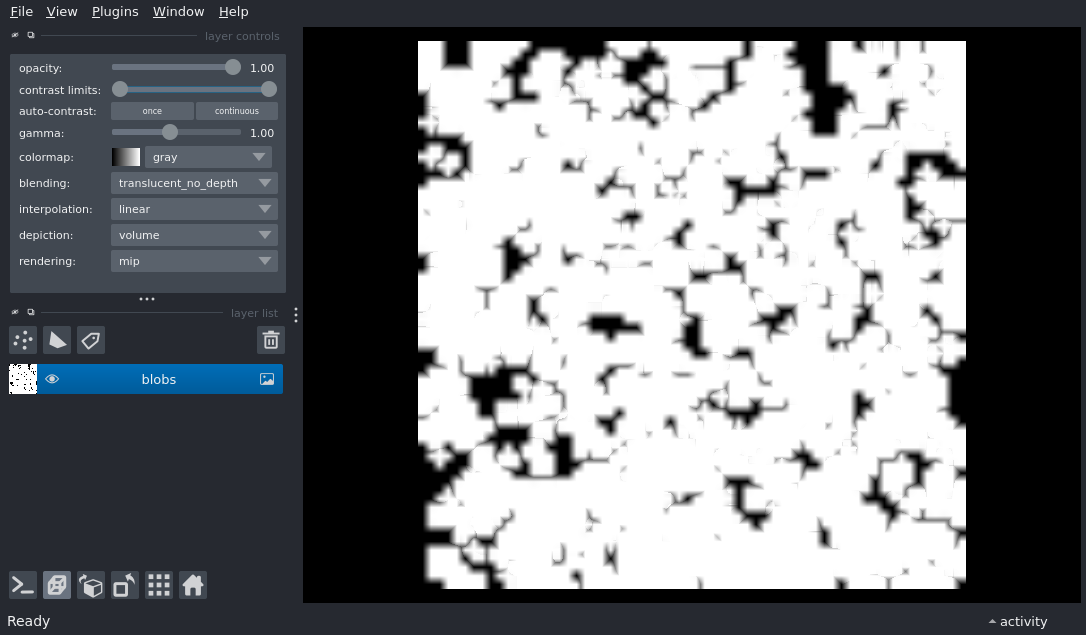 File View Plugins Window Help
layer controls
opacity: 1.00
contrast limits:
auto-contrast: once continuous
gamma: 1.00
colormap: gray
blending: translucent_no_depth
interpolation: linear
depiction: volume
rendering: mip
layer list
blobs
Ready activity